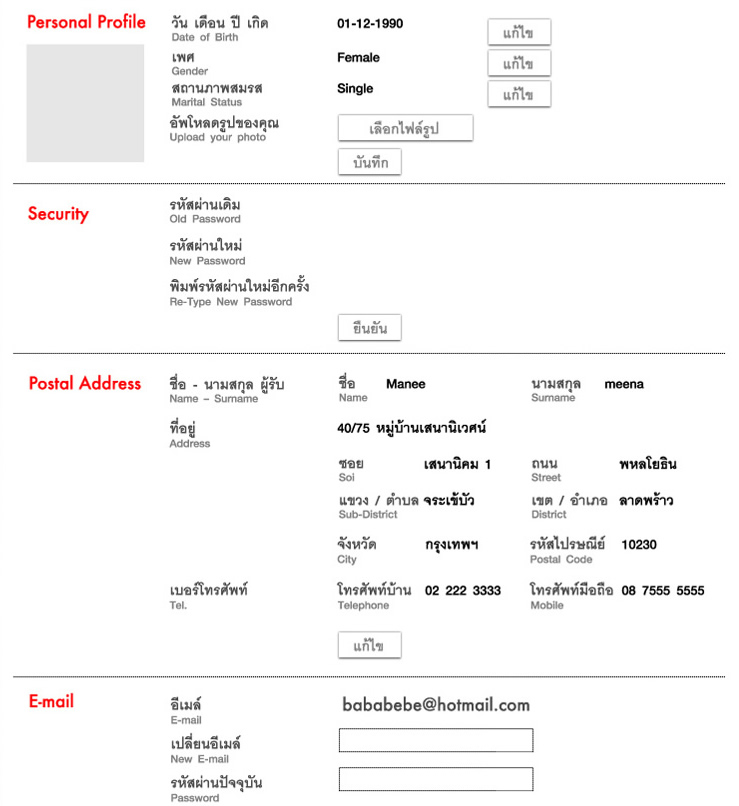 Personal Profile
วัน เดือน ปี เกิด 01-12-1990 แก้ไข
Date of Birth
เพศ Female แก้ไข
Gender
สถานภาพสมรส Single แก้ไข
Marital Status
อัพโหลดรูปของคุณ เลือกไฟล์รูป
Upload your photo
บันทึก
Security
รหัสผ่านเดิม
Old Password
รหัสผ่านใหม่
New Password
พิมพ์รหัสผ่านใหม่อีกครั้ง
Re-Type New Password
ยืนยัน
Postal Address
ชื่อ - นามสกุล ผู้รับ ชื่อ Manee นามสกุล meena
Name – Surname Name Surname
ที่อยู่ 40/75 หมู่บ้านเสนานิเวศน์
Address
ซอย เสนานิคม 1 ถนน พหลโยธิน
Soi Street
แขวง / ตำบล จระเข้บัว เขต / อำเภอ ลาดพร้าว
Sub-District District
จังหวัด กรุงเทพฯ รหัสไปรษณีย์ 10230
City Postal Code
เบอร์โทรศัพท์ โทรศัพท์บ้าน 02 222 3333 โทรศัพท์มือถือ 08 7555 5555
Tel. Telephone Mobile
แก้ไข
E-mail
อีเมล์ bababebe@hotmail.com
E-mail
เปลี่ยนอีเมล์
New E-mail
รหัสผ่านปัจจุบัน
Password